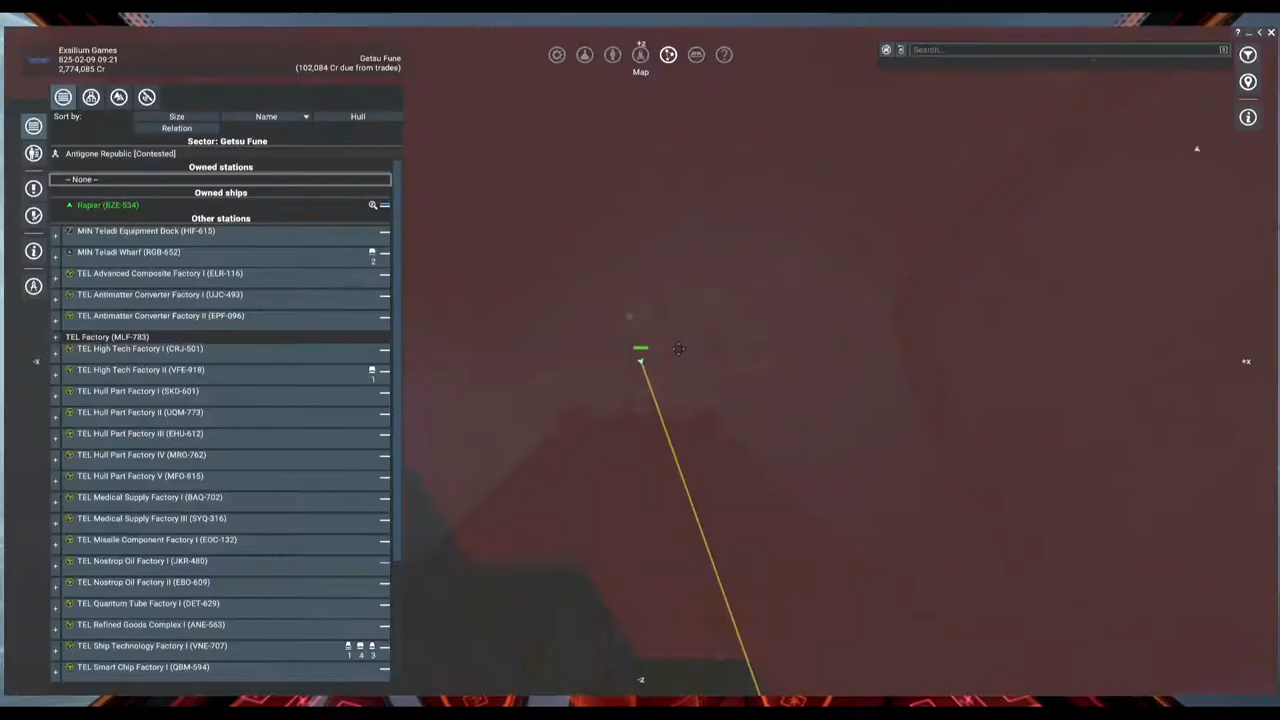 Exsilium Games
825-02-09 09:21
2,774,085 Cr
Getsu Fune
(102,084 Cr due from trades)
+z
Map
Search...
Sort by:
Size
Name
Hull
Relation
Sector: Getsu Fune
Antigone Republic [Contested]
Owned stations
– None –
Owned ships
Rapier (BZE-534)
Other stations
MIN Teladi Equipment Dock (HIF-615)
MIN Teladi Wharf (RGB-652)
2
TEL Advanced Composite Factory I (ELR-116)
TEL Antimatter Converter Factory I (UJC-493)
TEL Antimatter Converter Factory II (EPF-096)
TEL Factory (MLF-783)
TEL High Tech Factory I (CRJ-501)
TEL High Tech Factory II (VFE-918)
1
TEL Hull Part Factory I (SKD-601)
TEL Hull Part Factory II (UQM-773)
TEL Hull Part Factory III (EHU-612)
TEL Hull Part Factory IV (MRO-762)
TEL Hull Part Factory V (MFO-815)
TEL Medical Supply Factory I (BAQ-702)
TEL Medical Supply Factory III (SYQ-316)
TEL Missile Component Factory I (EOC-132)
TEL Nostrop Oil Factory I (JKR-480)
TEL Nostrop Oil Factory II (EBO-609)
TEL Quantum Tube Factory I (DET-629)
TEL Refined Goods Complex I (ANE-563)
TEL Ship Technology Factory I (VNE-707)
1 4 3
TEL Smart Chip Factory I (QBM-594)
-x
+x
-z